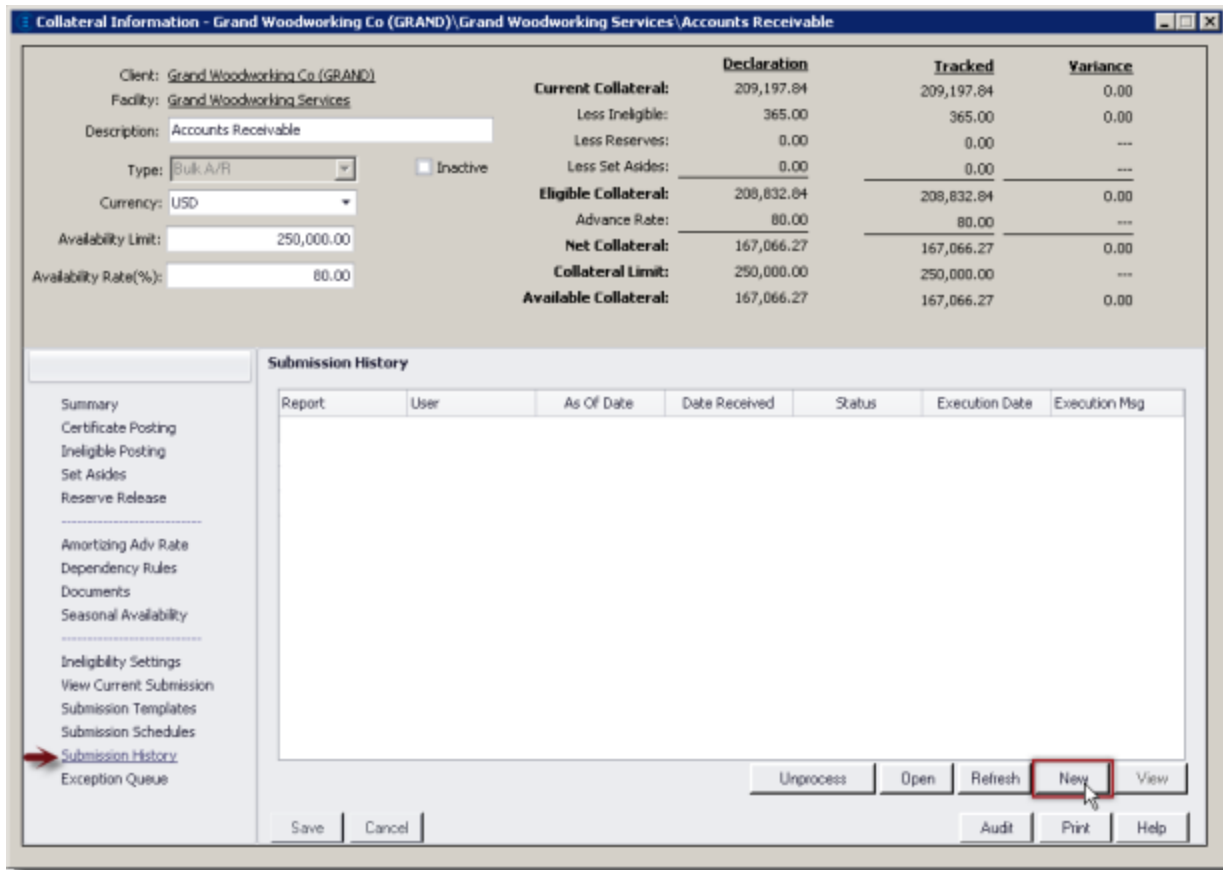 Collateral Information - Grand Woodworking Co (GRAND)\Grand Woodworking Services\Accounts Receivable
Client: Grand Woodworking Co (GRAND)
Facility: Grand Woodworking Services
Description: Accounts Receivable
Type: Bulk A/R Inactive
Currency: USD
Availability Limit: 250,000.00
Availability Rate(%): 80.00
Declaration Tracked Variance
Current Collateral: 209,197.84 209,197.84 0.00
Less Ineligible: 365.00 365.00 0.00
Less Reserves: 0.00 0.00 ---
Less Set Asides: 0.00 0.00 ---
Eligible Collateral: 208,832.84 208,832.84 0.00
Advance Rate: 80.00 80.00 ---
Net Collateral: 167,066.27 167,066.27 0.00
Collateral Limit: 250,000.00 250,000.00 ---
Available Collateral: 167,066.27 167,066.27 0.00
Summary
Certificate Posting
Ineligible Posting
Set Asides
Reserve Release
----------------------------
Amortizing Adv Rate
Dependency Rules
Documents
Seasonal Availability
----------------------------
Ineligibility Settings
View Current Submission
Submission Templates
Submission Schedules
Submission History
Exception Queue
Submission History
Report User As Of Date Date Received Status Execution Date Execution Msg
Unprocess Open Refresh New View
Save Cancel Audit Print Help